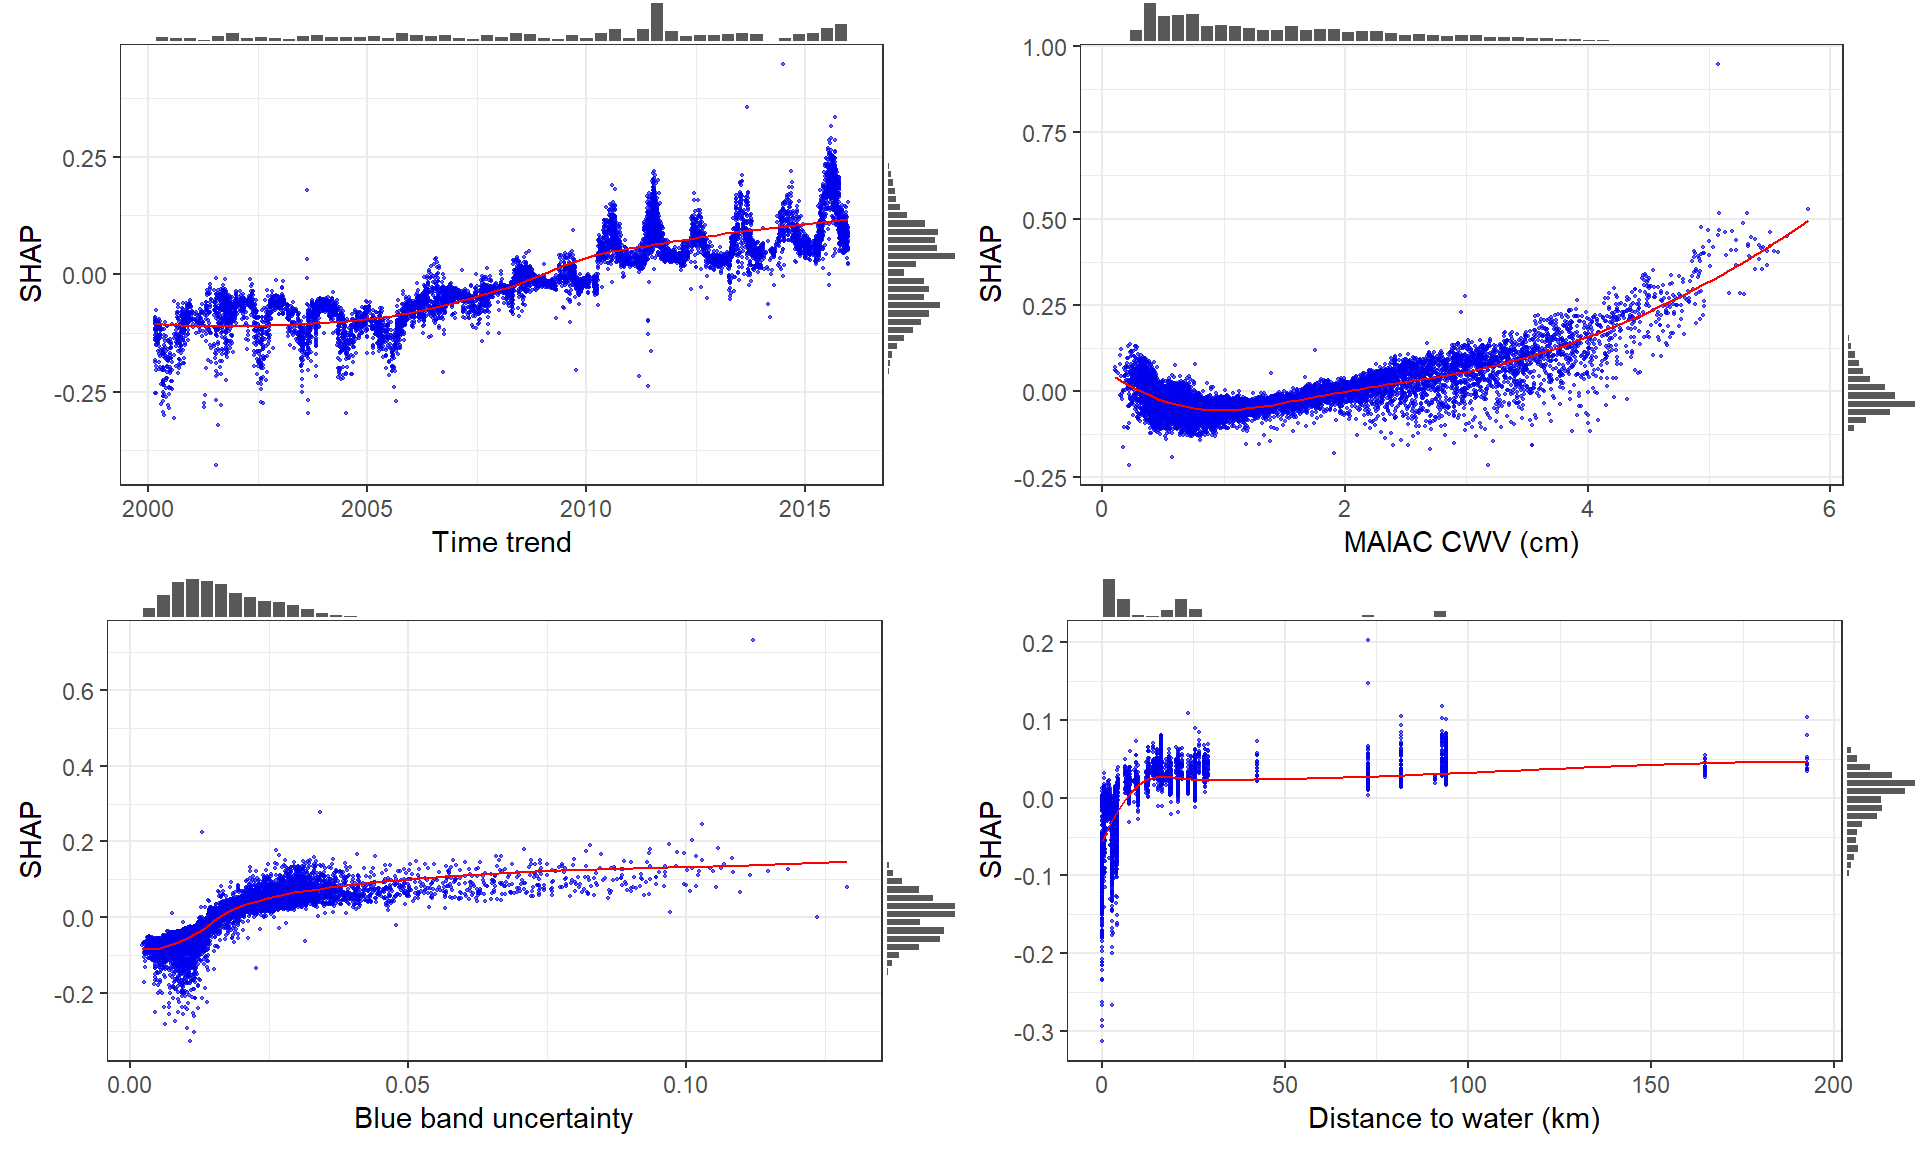 SHAP
0.25
0.00
-0.25
2000 2005 2010 2015
Time trend
SHAP
1.00
0.75
0.50
0.25
0.00
-0.25
0 2 4 6
MAIAC CWV (cm)
SHAP
0.6
0.4
0.2
0.0
-0.2
0.00 0.05 0.10
Blue band uncertainty
SHAP
0.2
0.1
0.0
-0.1
-0.2
-0.3
0 50 100 150 200
Distance to water (km)